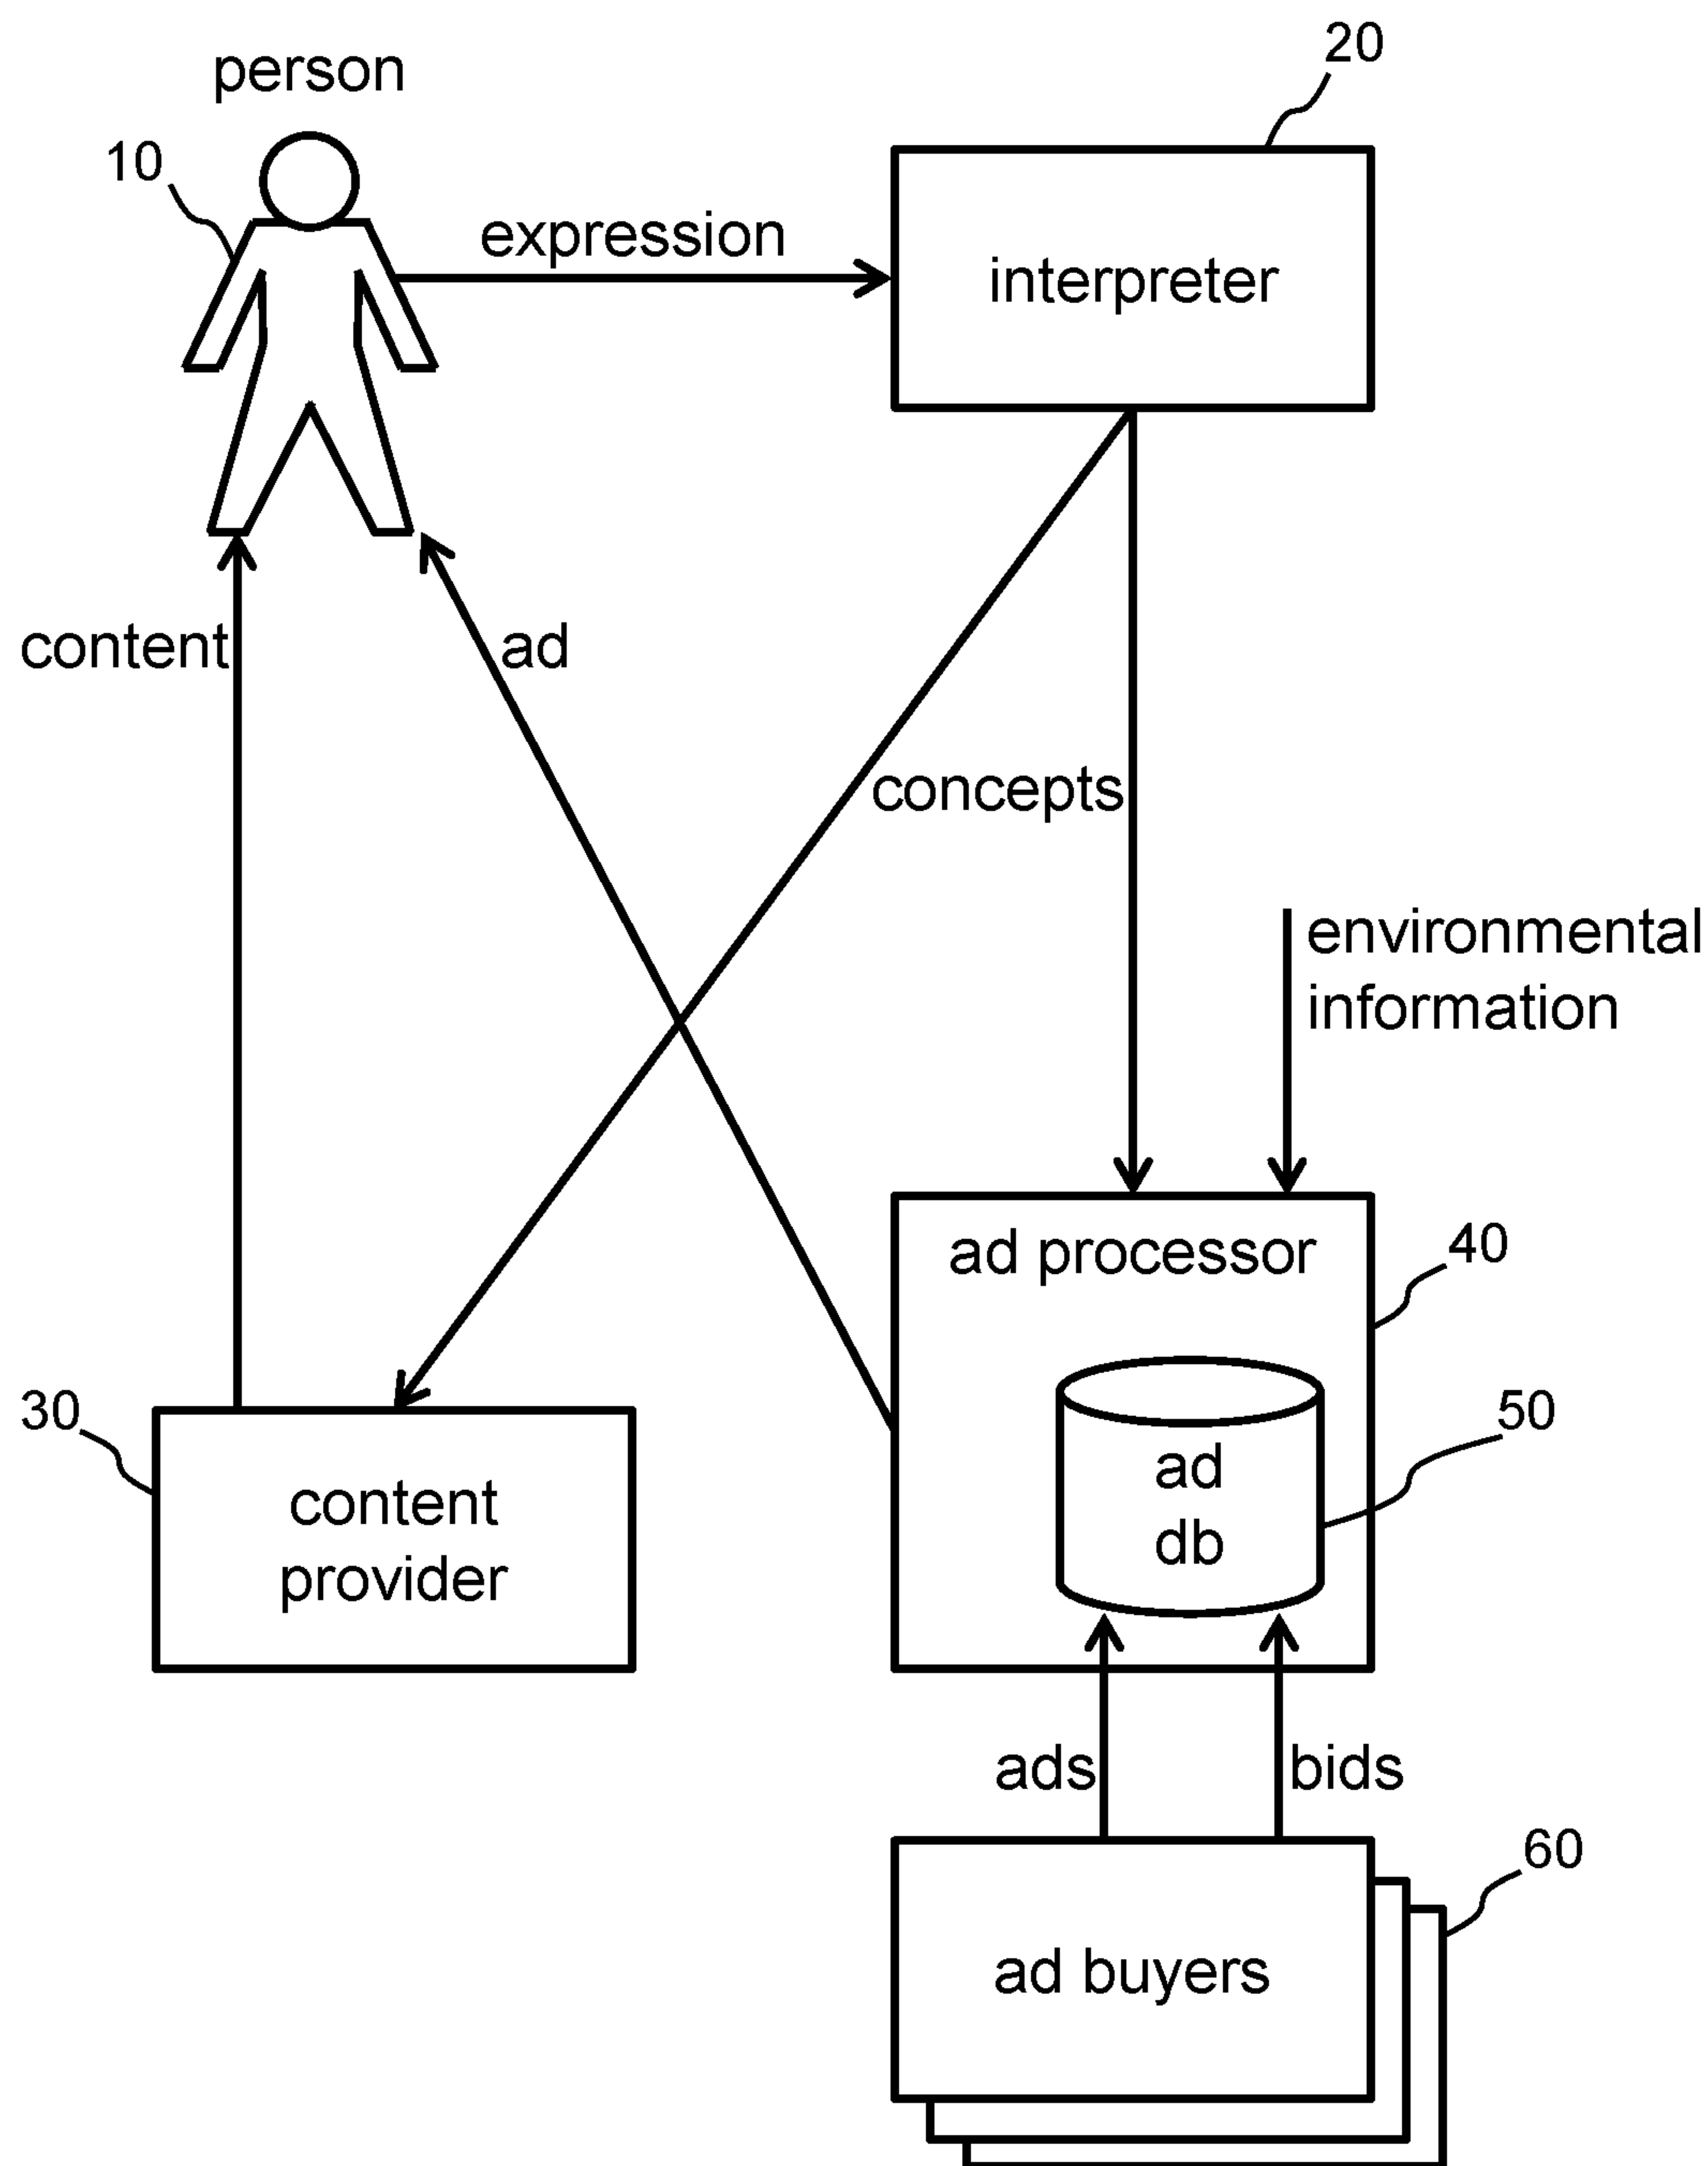 20
person
10
expression
interpreter
content
ad
concepts
environmental
information
ad processor
40
30
50
content
provider
ad
db
ads
bids
60
ad buyers